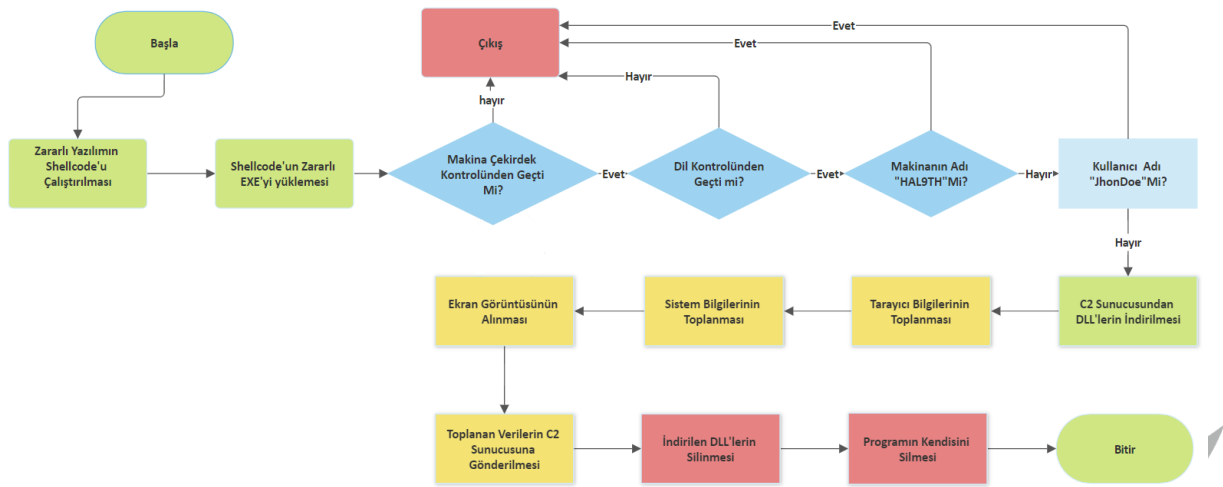 Başla
Çıkış
Evet
Evet
Hayır
hayır
Zararlı Yazılımın
Shellcode'u
Çalıştırılması
Shellcode'un Zararlı
EXE'yi yüklemesi
Makina Çekirdek
Kontrolünden Geçti
Mi?
Evet
Dil Kontrolünden
Geçti mi?
Evet
Makinanın Adı
"HAL9TH"Mi?
Hayır
Kullanıcı Adı
"JhonDoe"Mi?
Hayır
Ekran Görüntüsünün
Alınması
Sistem Bilgilerinin
Toplanması
Tarayıcı Bilgilerinin
Toplanması
C2 Sunucusundan
DLL'lerin İndirilmesi
Toplanan Verilerin C2
Sunucusuna
Gönderilmesi
İndirilen DLL'lerin
Silinmesi
Programın Kendisini
Silmesi
Bitir